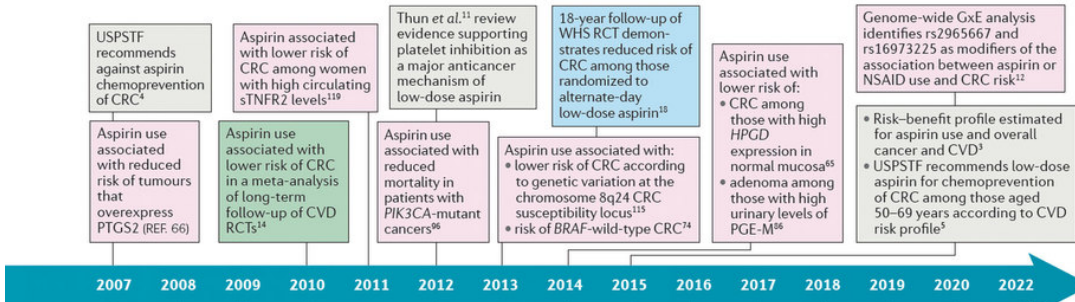 USPSTF
recommends
against aspirin
chemoprevention
of CRC⁴
Aspirin use
associated
with reduced
risk of tumours
that
overexpress
PTGS2 (REF. 66)
Aspirin associated
with lower risk of
CRC among women
with high circulating
sTNFR2 levels¹¹⁹
Aspirin use
associated with
lower risk of CRC
in a meta-analysis
of long-term
follow-up of CVD
RCTs¹⁴
Thun et al.¹¹ review
evidence supporting
platelet inhibition as
a major anticancer
mechanism of
low-dose aspirin
Aspirin use
associated with
reduced
mortality in
patients with
PIK3CA-mutant
cancers⁹⁶
18-year follow-up of
WHS RCT demon-
strates reduced risk of
CRC among those
randomized to
alternate-day
low-dose aspirin¹⁸
Aspirin use associated with:
• lower risk of CRC according
to genetic variation at the
chromosome 8q24 CRC
susceptibility locus¹¹⁵
• risk of BRAF-wild-type CRC⁷⁴
Aspirin use
associated with
lower risk of:
• CRC among
those with high
HPGD
expression in
normal mucosa⁶⁵
• adenoma among
those with high
urinary levels of
PGE-M⁸⁶
Genome-wide GxE analysis
identifies rs2965667 and
rs16973225 as modifiers of the
association between aspirin or
NSAID use and CRC risk¹²
• Risk–benefit profile estimated
for aspirin use and overall
cancer and CVD³
• USPSTF recommends low-dose
aspirin for chemoprevention
of CRC among those aged
50–69 years according to CVD
risk profile⁵
2007 2008 2009 2010 2011 2012 2013 2014 2015 2016 2017 2018 2019 2020 2022